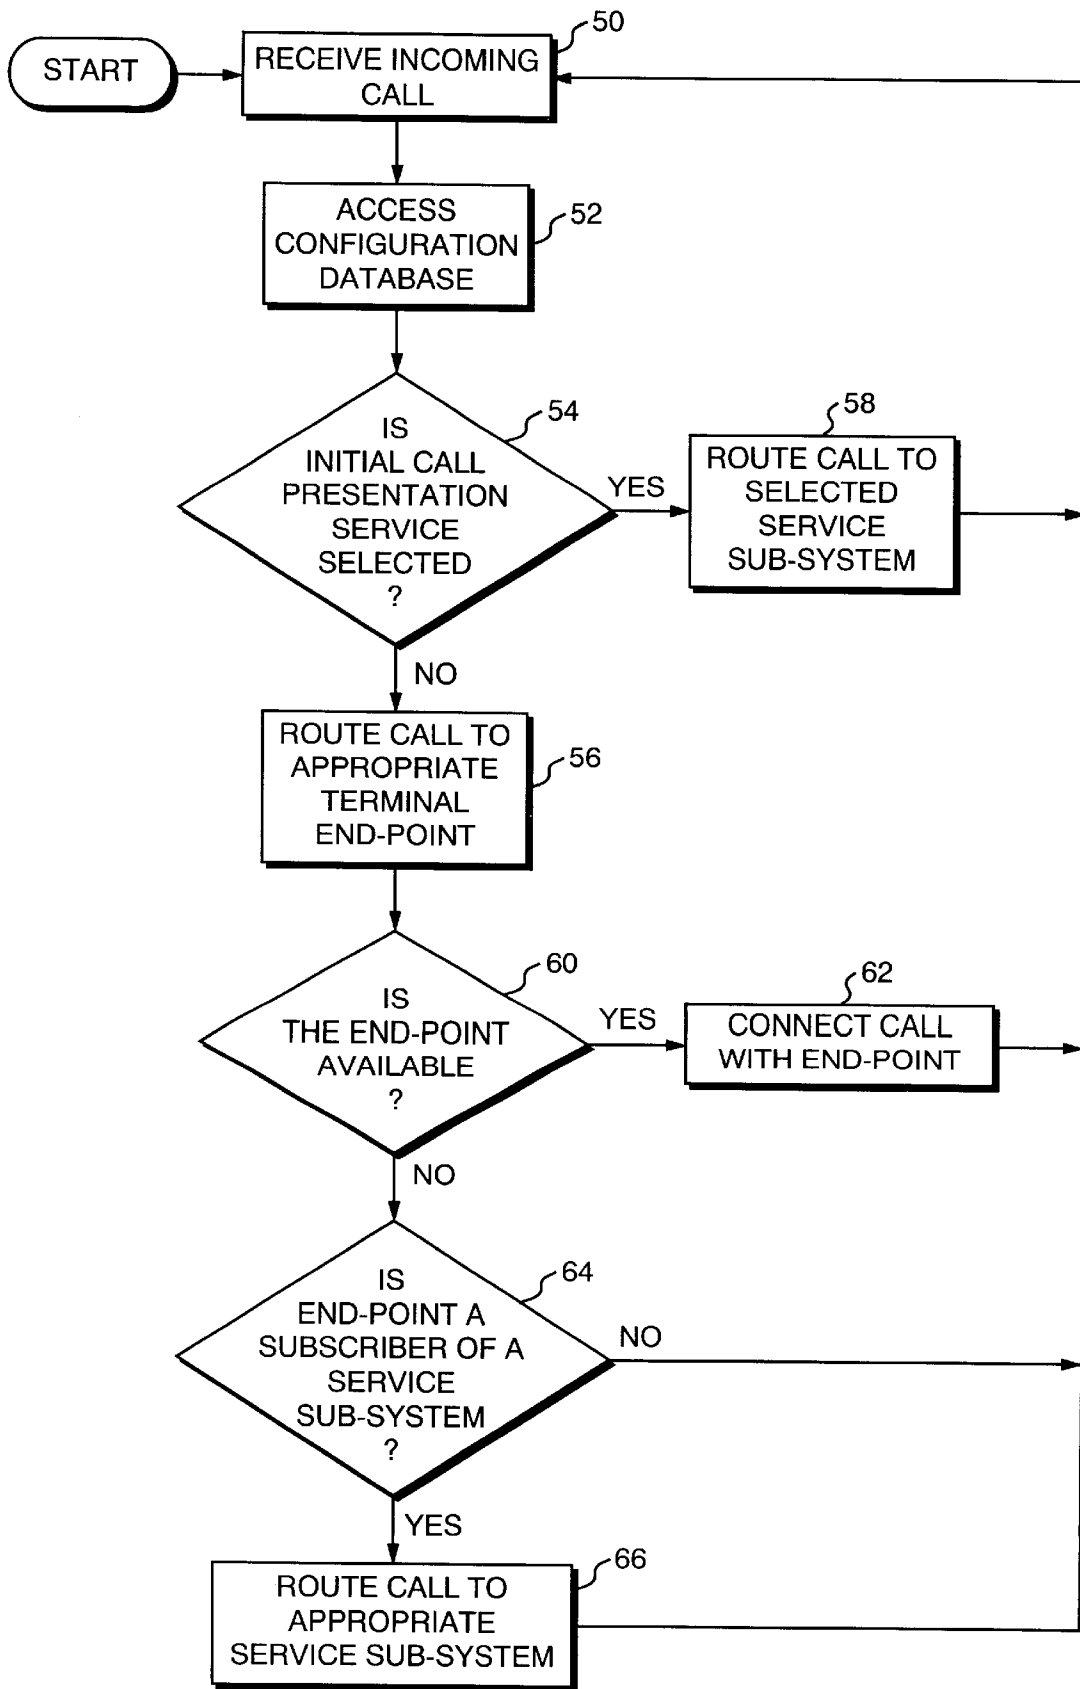 START
RECEIVE INCOMING
CALL
50
ACCESS
CONFIGURATION
DATABASE
52
IS
INITIAL CALL
PRESENTATION
SERVICE
SELECTED
?
54
YES
ROUTE CALL TO
SELECTED
SERVICE
SUB-SYSTEM
58
NO
ROUTE CALL TO
APPROPRIATE
TERMINAL
END-POINT
56
IS
THE END-POINT
AVAILABLE
?
60
YES
CONNECT CALL
WITH END-POINT
62
NO
IS
END-POINT A
SUBSCRIBER OF A
SERVICE
SUB-SYSTEM
?
64
NO
YES
ROUTE CALL TO
APPROPRIATE
SERVICE SUB-SYSTEM
66